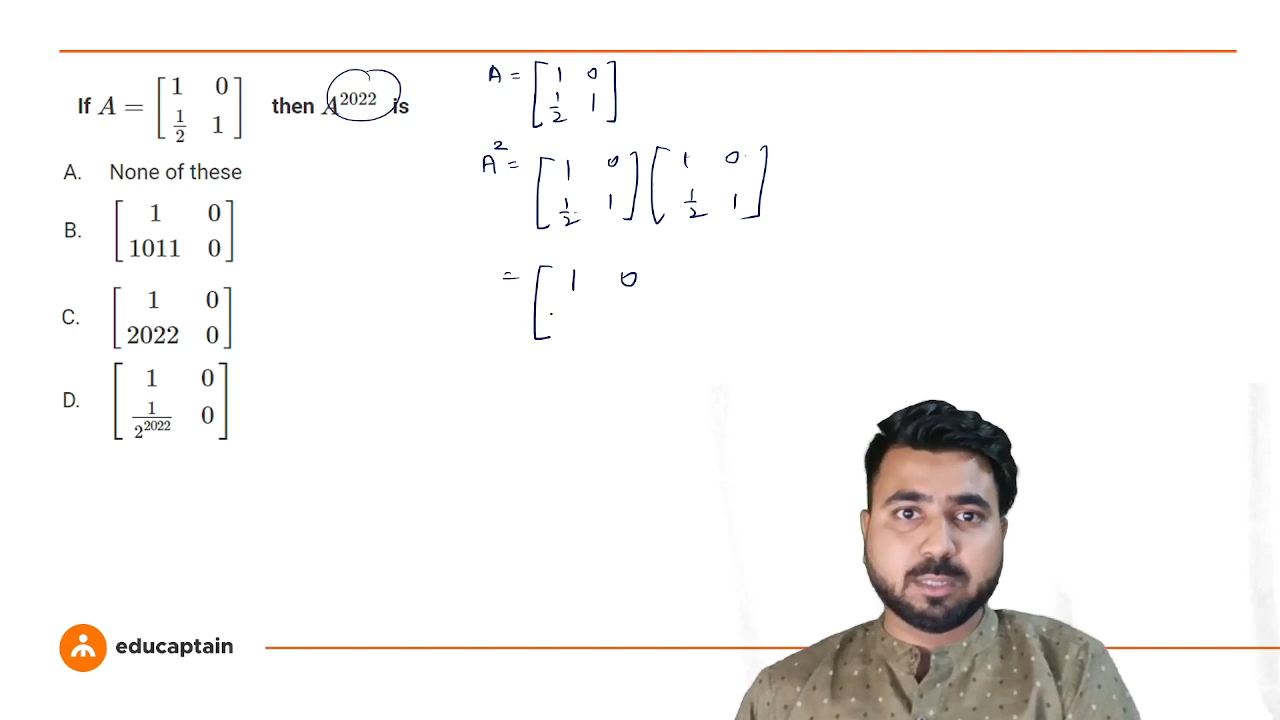 If A = [1 0
1/2 1] then A^2022 is
A. None of these
B. [1 0
1011 0]
C. [1 0
2022 0]
D. [1 0
1/2^2022 0]
A = [1 0
1/2 1]
A^2 = [1 0
1/2 1] [1 0
1/2 1]
= [1 0
educaptain